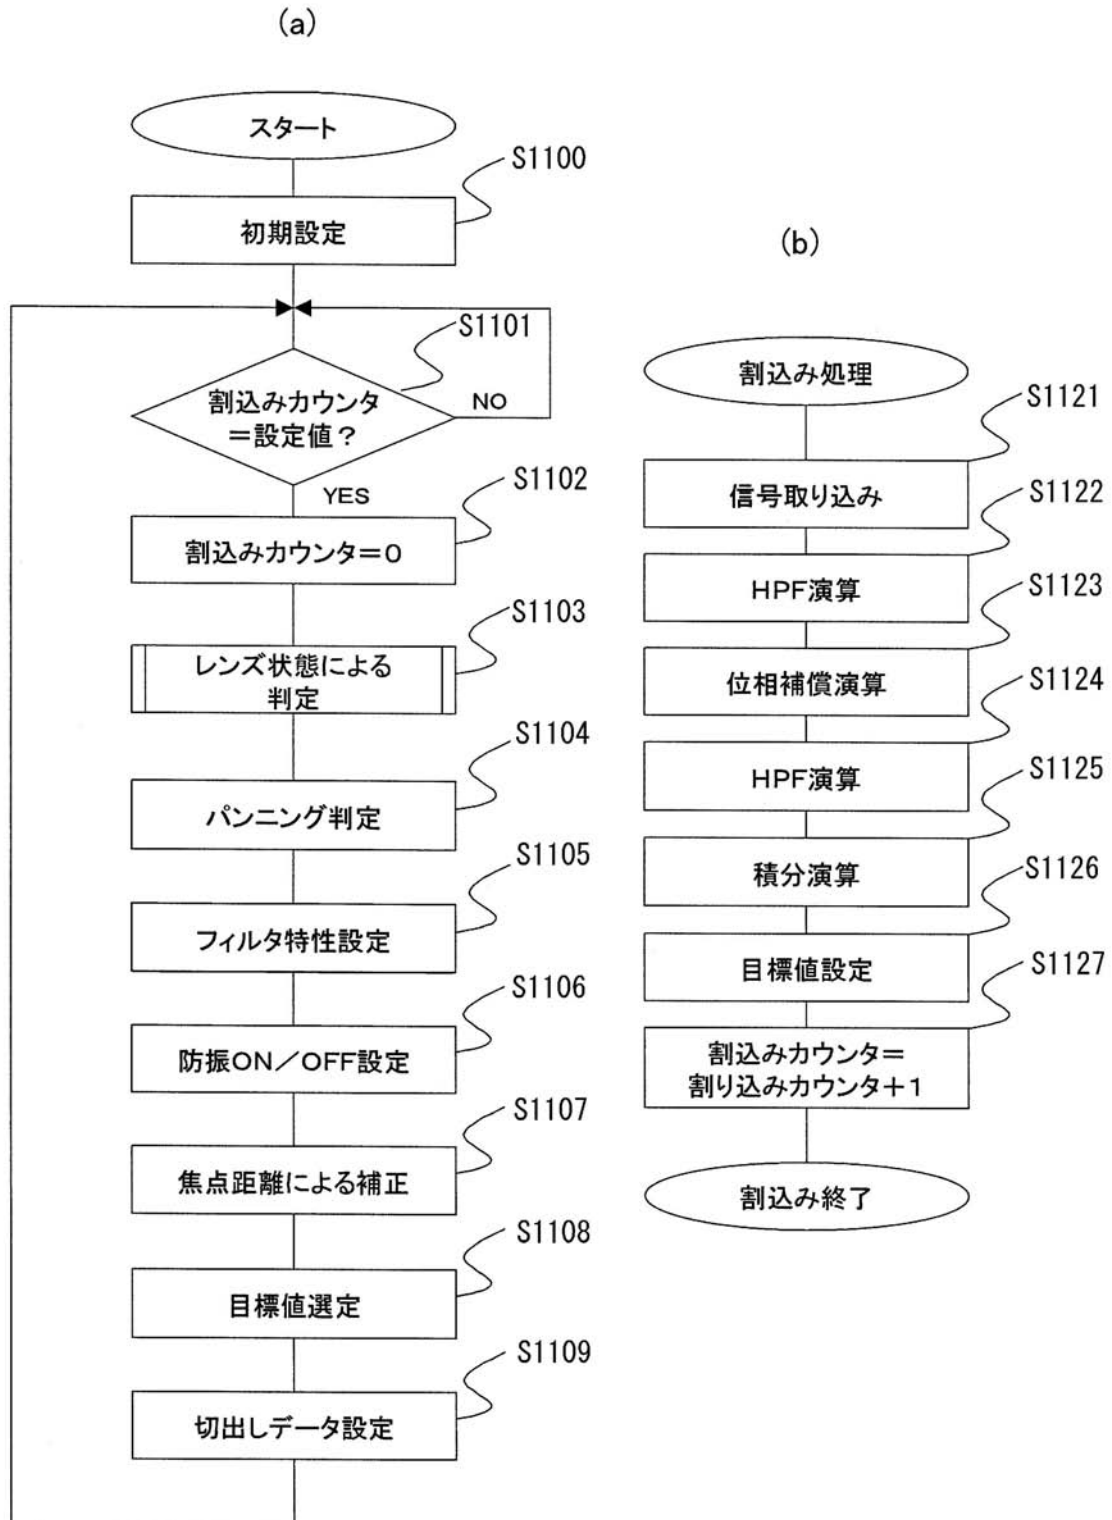 (a)
スタート
S1100
初期設定
S1101
割込みカウンタ
＝設定値？
NO
YES
S1102
割込みカウンタ＝0
S1103
レンズ状態による
判定
S1104
パンニング判定
S1105
フィルタ特性設定
S1106
防振ON／OFF設定
S1107
焦点距離による補正
S1108
目標値選定
S1109
切出しデータ設定
(b)
割込み処理
S1121
信号取り込み
S1122
HPF演算
S1123
位相補償演算
S1124
HPF演算
S1125
積分演算
S1126
目標値設定
S1127
割込みカウンタ＝
割り込みカウンタ＋1
割込み終了